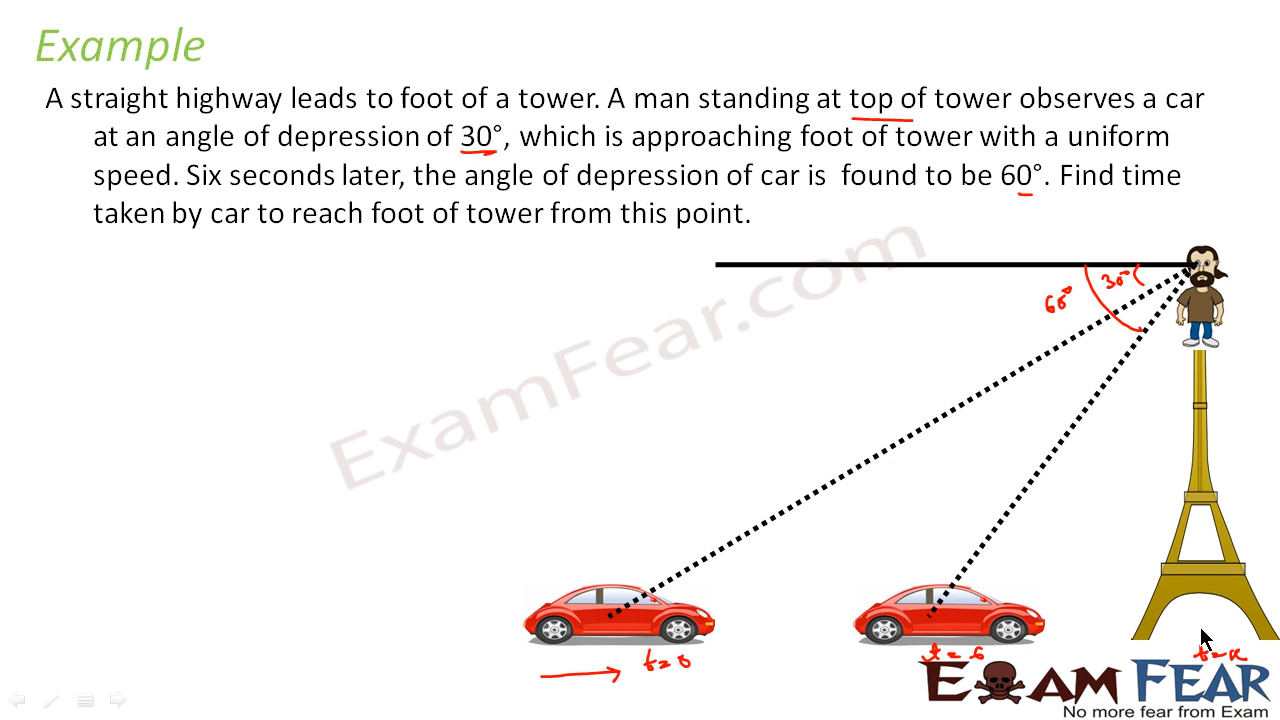 Example
A straight highway leads to foot of a tower. A man standing at top of tower observes a car
at an angle of depression of 30°, which is approaching foot of tower with a uniform
speed. Six seconds later, the angle of depression of car is found to be 60°. Find time
taken by car to reach foot of tower from this point.
ExamFear.com
30°
60°
t=0
t=6
t=x
EXAM FEAR
No more fear from Exam